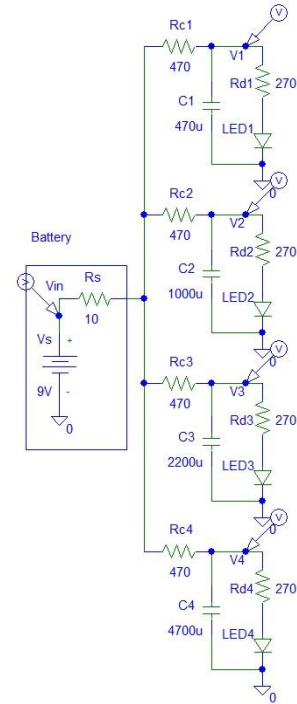 V
Rc1
V1
470
Rd1
270
C1
470u
LED1
0
V
Rc2
V2
470
Rd2
270
C2
1000u
LED2
0
Battery
V
Vin
Rs
10
Vs
+
9V
-
0
V
Rc3
V3
470
Rd3
270
C3
2200u
LED3
0
V
Rc4
V4
470
Rd4
270
C4
4700u
LED4
0